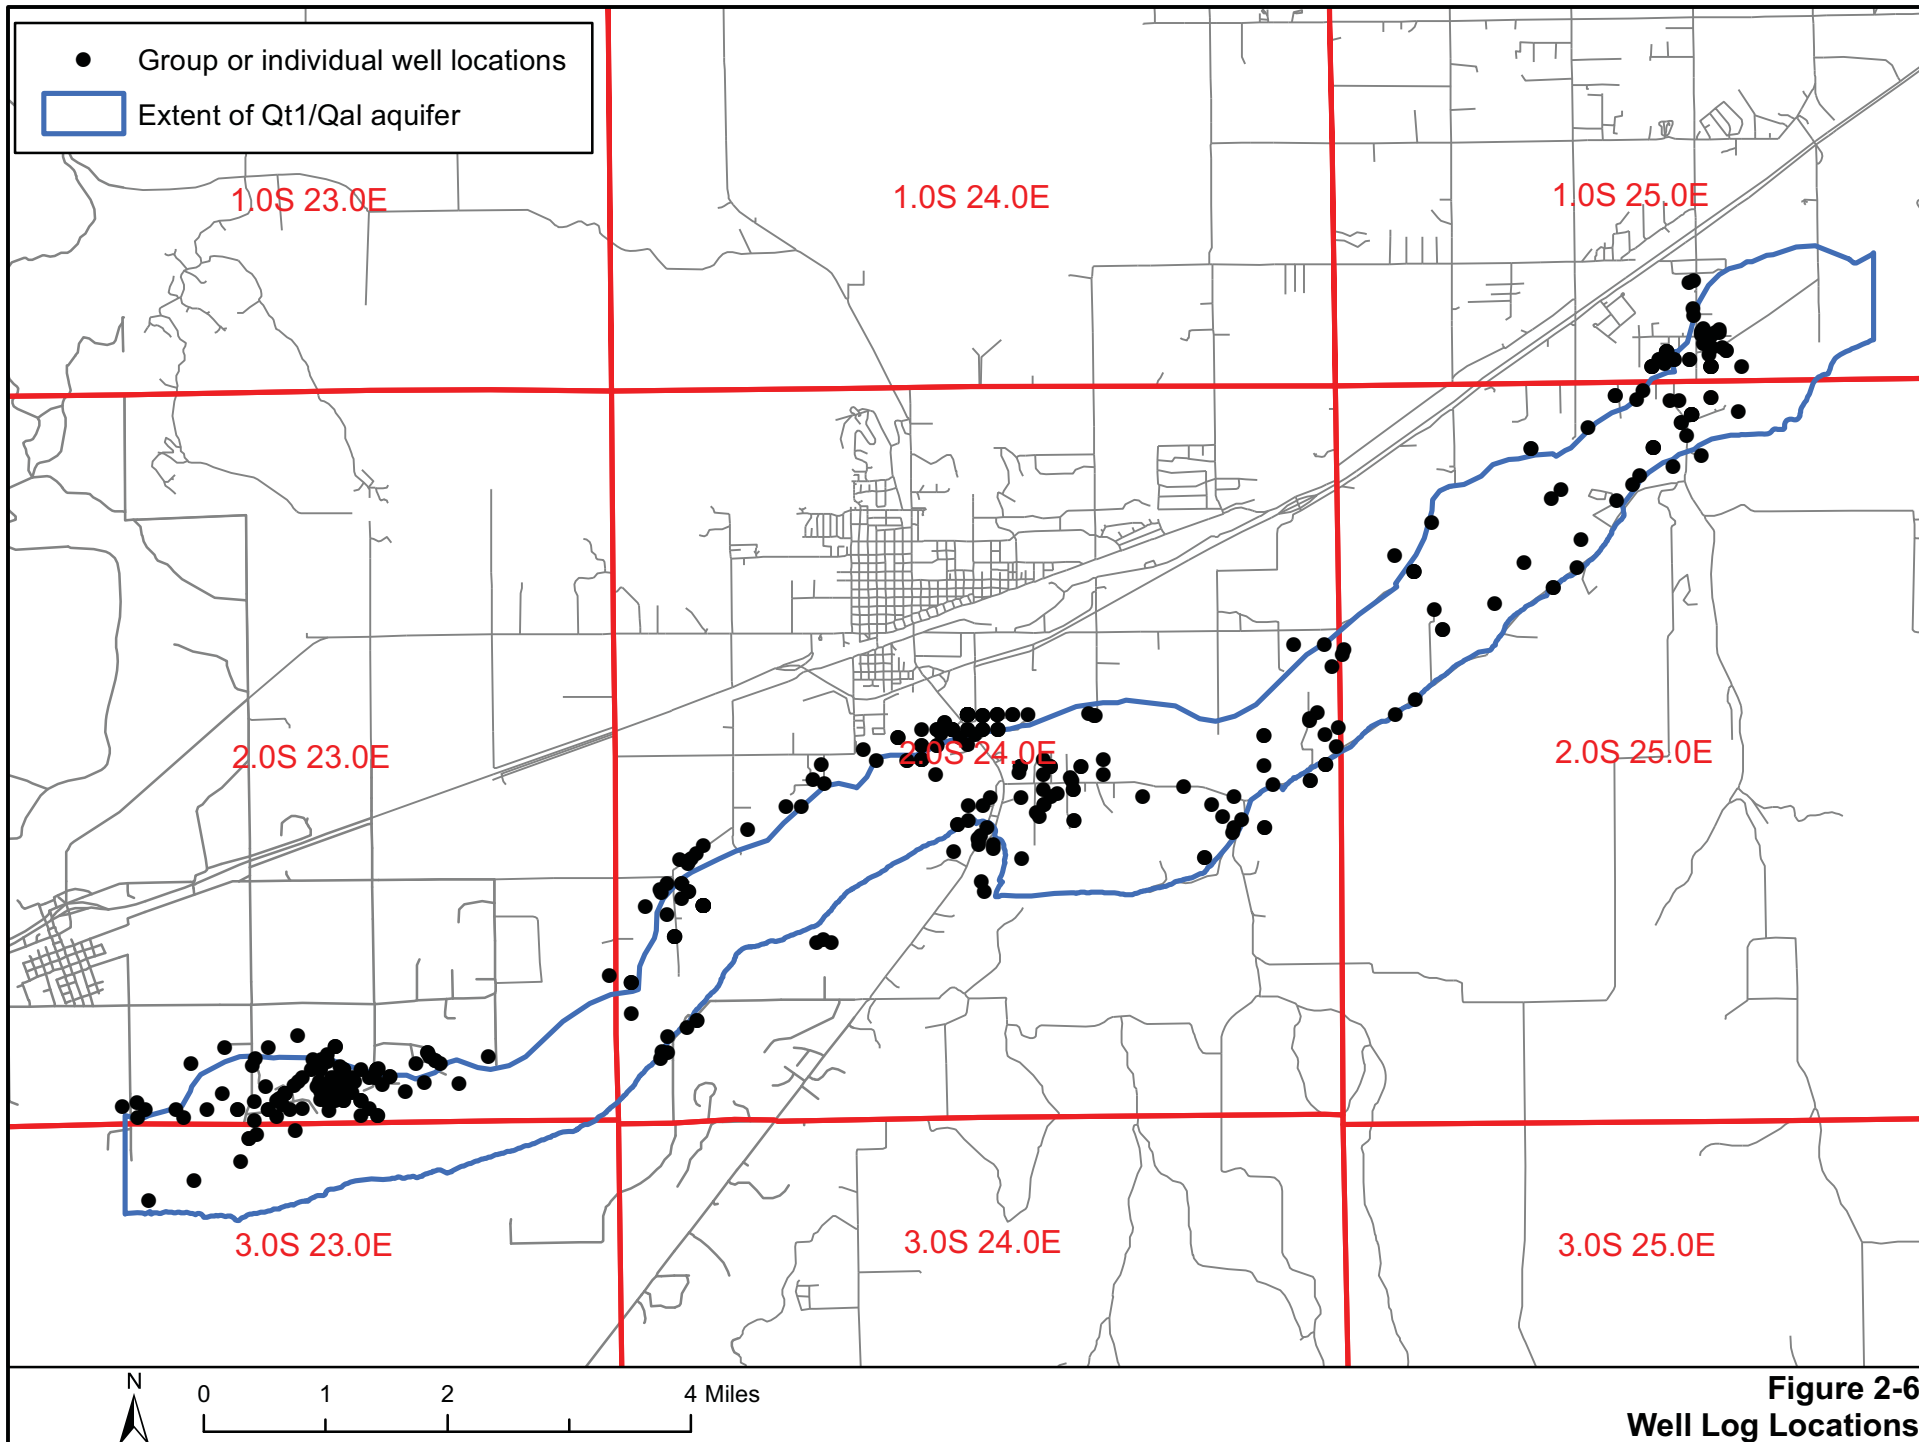 Group or individual well locations
Extent of Qt1/Qal aquifer
1.0S 23.0E
1.0S 24.0E
1.0S 25.0E
2.0S 23.0E
2.0S 24.0E
2.0S 25.0E
3.0S 23.0E
3.0S 24.0E
3.0S 25.0E
N
0 1 2 4 Miles
Figure 2-6
Well Log Locations